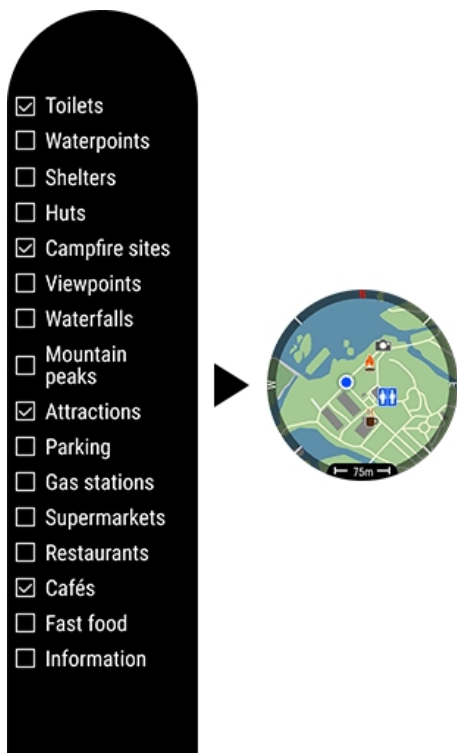 Toilets
Waterpoints
Shelters
Huts
Campfire sites
Viewpoints
Waterfalls
Mountain
peaks
Attractions
Parking
Gas stations
Supermarkets
Restaurants
Cafés
Fast food
Information
W
E
75m